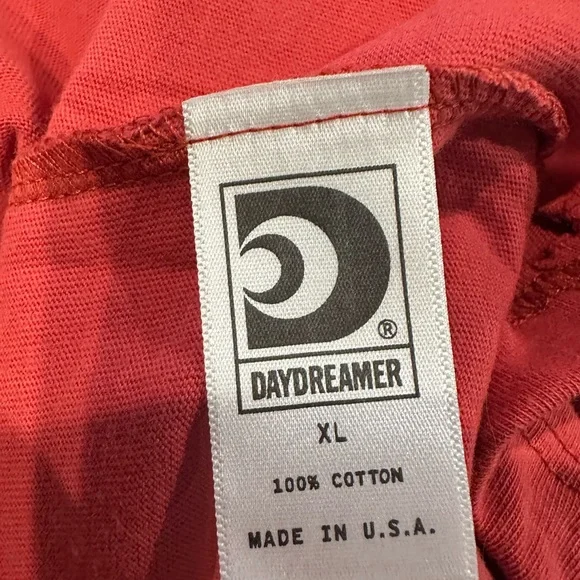 ®
DAYDREAMER
XL
100% COTTON
MADE IN U.S.A.